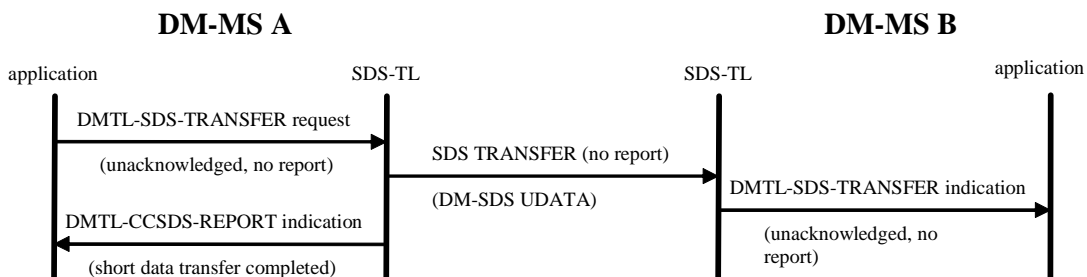 DM-MS A
DM-MS B
application
SDS-TL
SDS-TL
application
DMTL-SDS-TRANSFER request
(unacknowledged, no report)
SDS TRANSFER (no report)
(DM-SDS UDATA)
DMTL-SDS-TRANSFER indication
(unacknowledged, no
report)
DMTL-CCSDS-REPORT indication
(short data transfer completed)